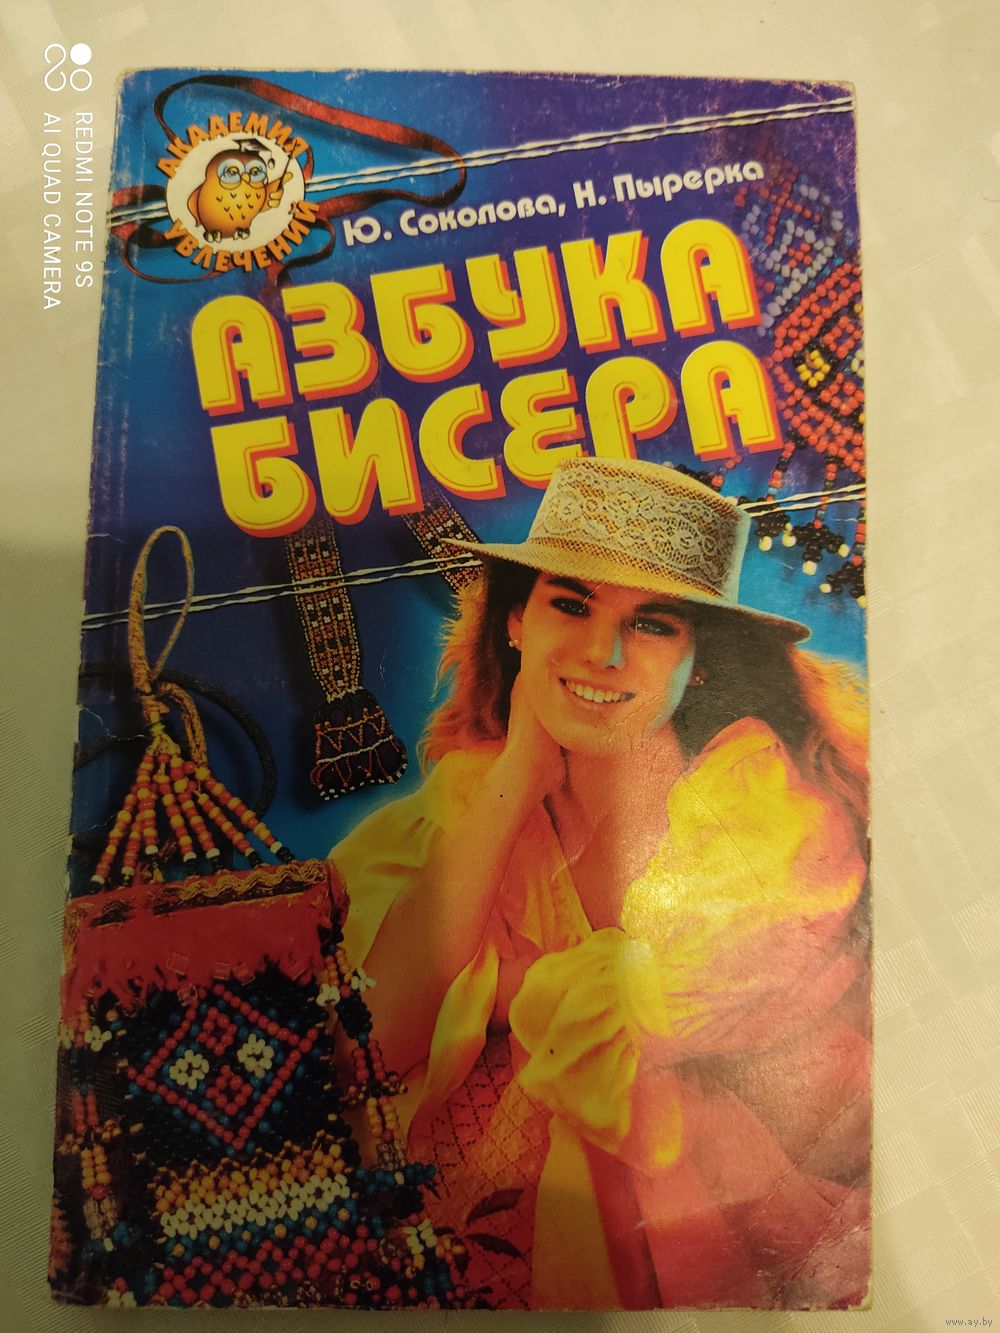 АКАДЕМИЯ
УВЛЕЧЕНИЙ
Ю. Соколова, Н. Пырерка
АЗБУКА
БИСЕРА
REDMI NOTE 9S
AI QUAD CAMERA
www.ay.by